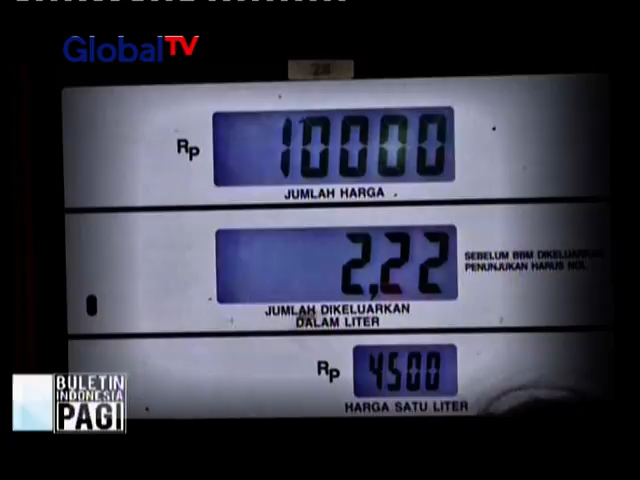 GlobalTV
Rp 10000
JUMLAH HARGA
2,22
SEBELUM BBM DIKELUARKAN
PENUNJUKAN HARUS NOL
JUMLAH DIKELUARKAN
DALAM LITER
Rp 4500
HARGA SATU LITER
BULETIN
INDONESIA
PAGI